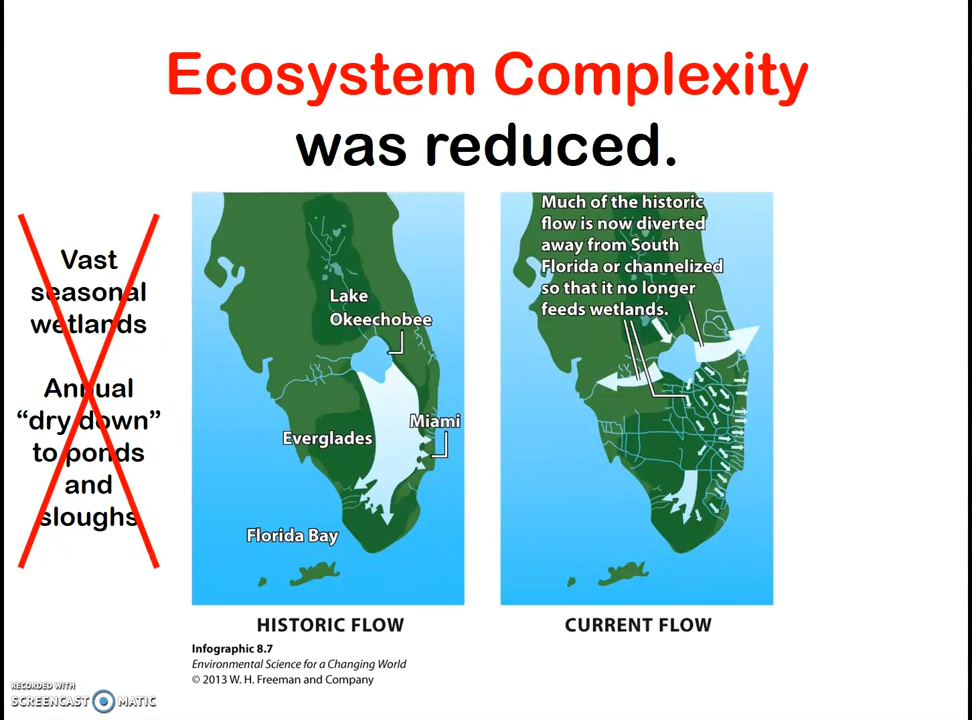 Ecosystem Complexity
was reduced.
Vast
seasonal
wetlands
Annual
“dry down”
to ponds
and
sloughs
Lake
Okeechobee
Miami
Everglades
Florida Bay
HISTORIC FLOW
Much of the historic
flow is now diverted
away from South
Florida or channelized
so that it no longer
feeds wetlands.
CURRENT FLOW
Infographic 8.7
Environmental Science for a Changing World
© 2013 W. H. Freeman and Company
RECORDED WITH
SCREENCAST MATIC